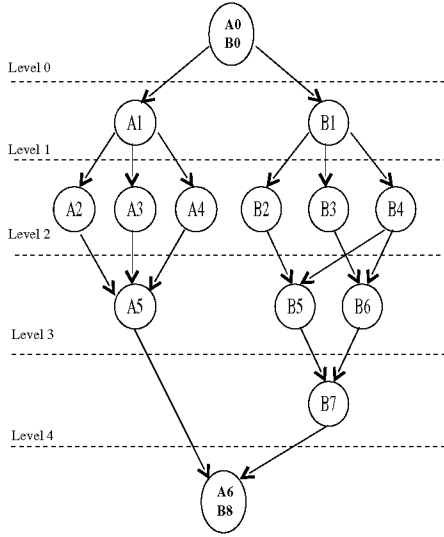 A0
B0
Level 0
A1
B1
Level 1
A2
A3
A4
B2
B3
B4
Level 2
A5
B5
B6
Level 3
B7
Level 4
A6
B8